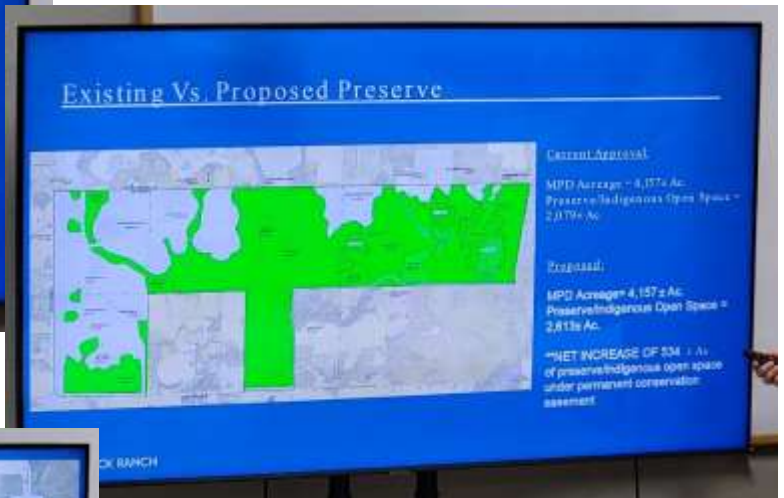 Existing Vs. Proposed Preserve
Current Approval:
MPD Acreage = 4,157± Ac.
Preserve/Indigenous Open Space =
2,079± Ac.
Proposed:
MPD Acreage= 4,157 ± Ac.
Preserve/Indigenous Open Space =
2,613± Ac.
**NET INCREASE OF 534 ± Ac
of preserve/indigenous open space
under permanent conservation
easement
CK RANCH